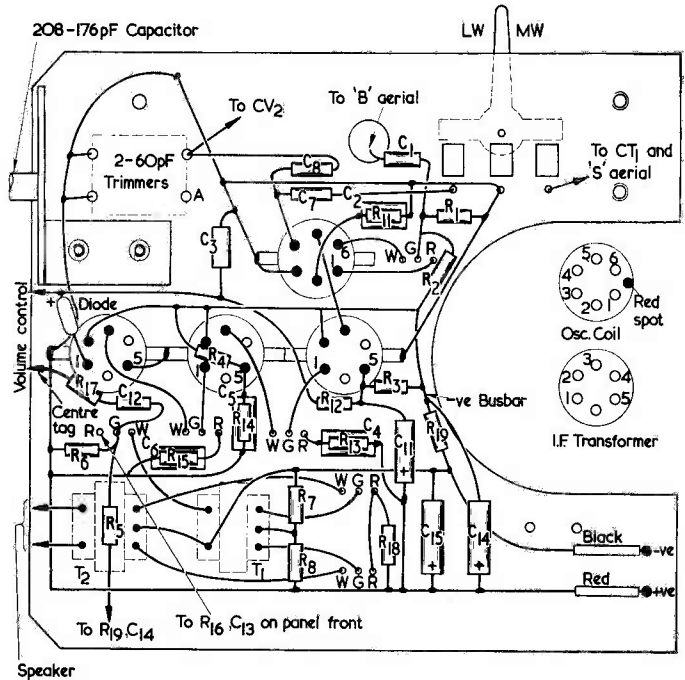 208-176pF Capacitor
LW MW
To CV2
To 'B' aerial
C1
2-60pF
Trimmers
A
C8
C7
C2
R11
R1
To CT1 and
'S' aerial
C3
6
1
W G R
R2
5 6
4
3
2 1
Red
spot
Osc. Coil
+
Diode
Volume control
1 5
R4
1 5
1 5
R3
-ve Busbar
3
2 4
1 5
I.F Transformer
R17
C12
Centre
tag
R G W
W G R
C5
R14
R12
W G R
C4
R13
C11
+
R19
R6
C6
R15
R5
T2
T1
R7
R8
W G R
W G R
R18
C15
+
C14
+
Black
-ve
Red
+ve
To R19, C14
To R16, C13 on panel front
Speaker